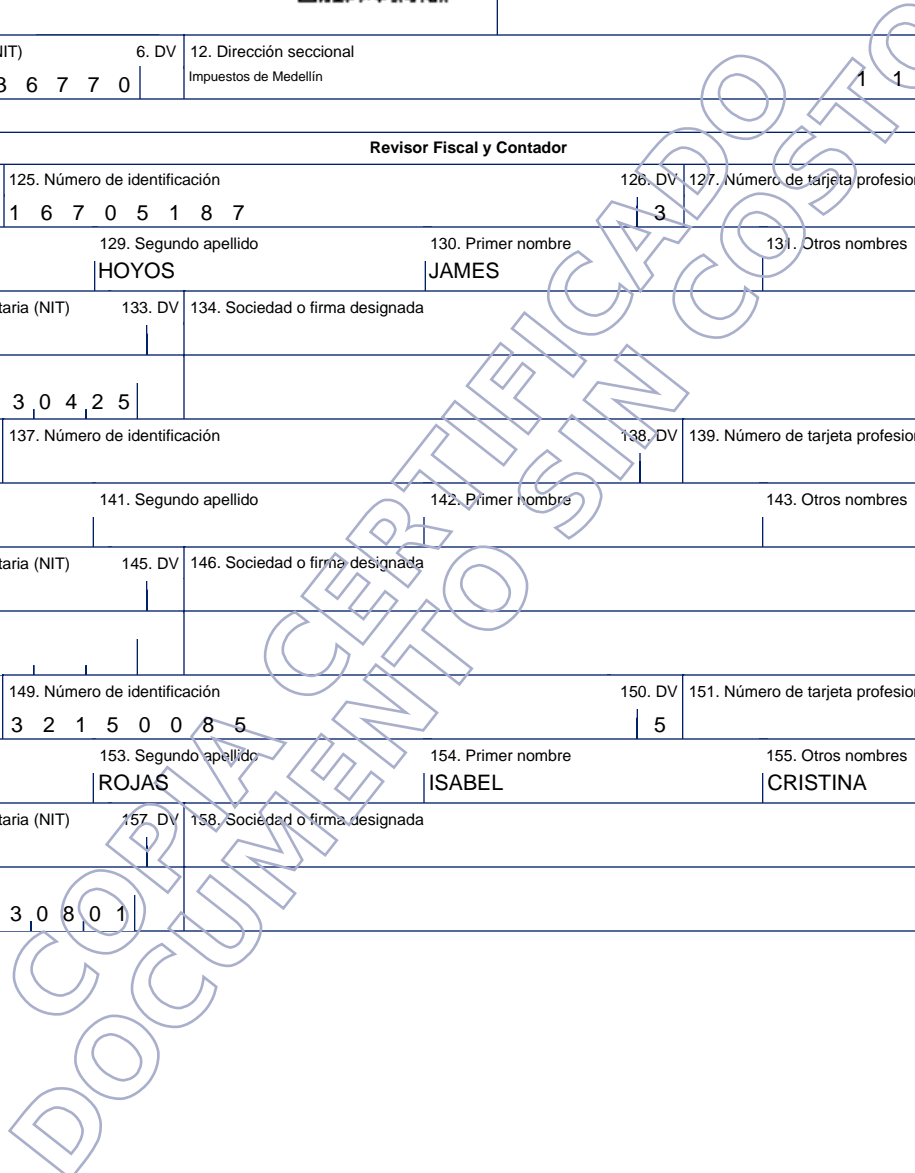 IT) 6. DV 12. Dirección seccional
3 6 7 7 0 Impuestos de Medellín 1 1
Revisor Fiscal y Contador
125. Número de identificación 126. DV 127. Número de tarjeta profesion
1 6 7 0 5 1 8 7 3
129. Segundo apellido 130. Primer nombre 131. Otros nombres
HOYOS JAMES
taria (NIT) 133. DV 134. Sociedad o firma designada
3 0 4 2 5
137. Número de identificación 138. DV 139. Número de tarjeta profesion
141. Segundo apellido 142. Primer nombre 143. Otros nombres
taria (NIT) 145. DV 146. Sociedad o firma designada
149. Número de identificación 150. DV 151. Número de tarjeta profesion
3 2 1 5 0 0 8 5 5
153. Segundo apellido 154. Primer nombre 155. Otros nombres
ROJAS ISABEL CRISTINA
taria (NIT) 157. DV 158. Sociedad o firma designada
3 0 8 0 1
COPIA CERTIFICADO
DOCUMENTO SIN COSTO